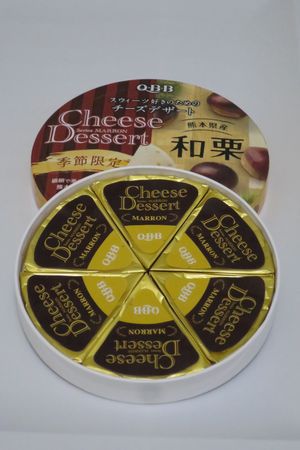 Q・B・B
スウィーツ好きのための
チーズデザート
Cheese
Dessert
Series MARRON
季節限定
熊本県産
和栗
Cheese
Dessert
MARRON
QBB
Cheese
Dessert
MARRON
QBB
Cheese
Dessert
MARRON
QBB
Cheese
Dessert
MARRON
QBB
Cheese
Dessert
MARRON
QBB
Cheese
Dessert
MARRON
QBB